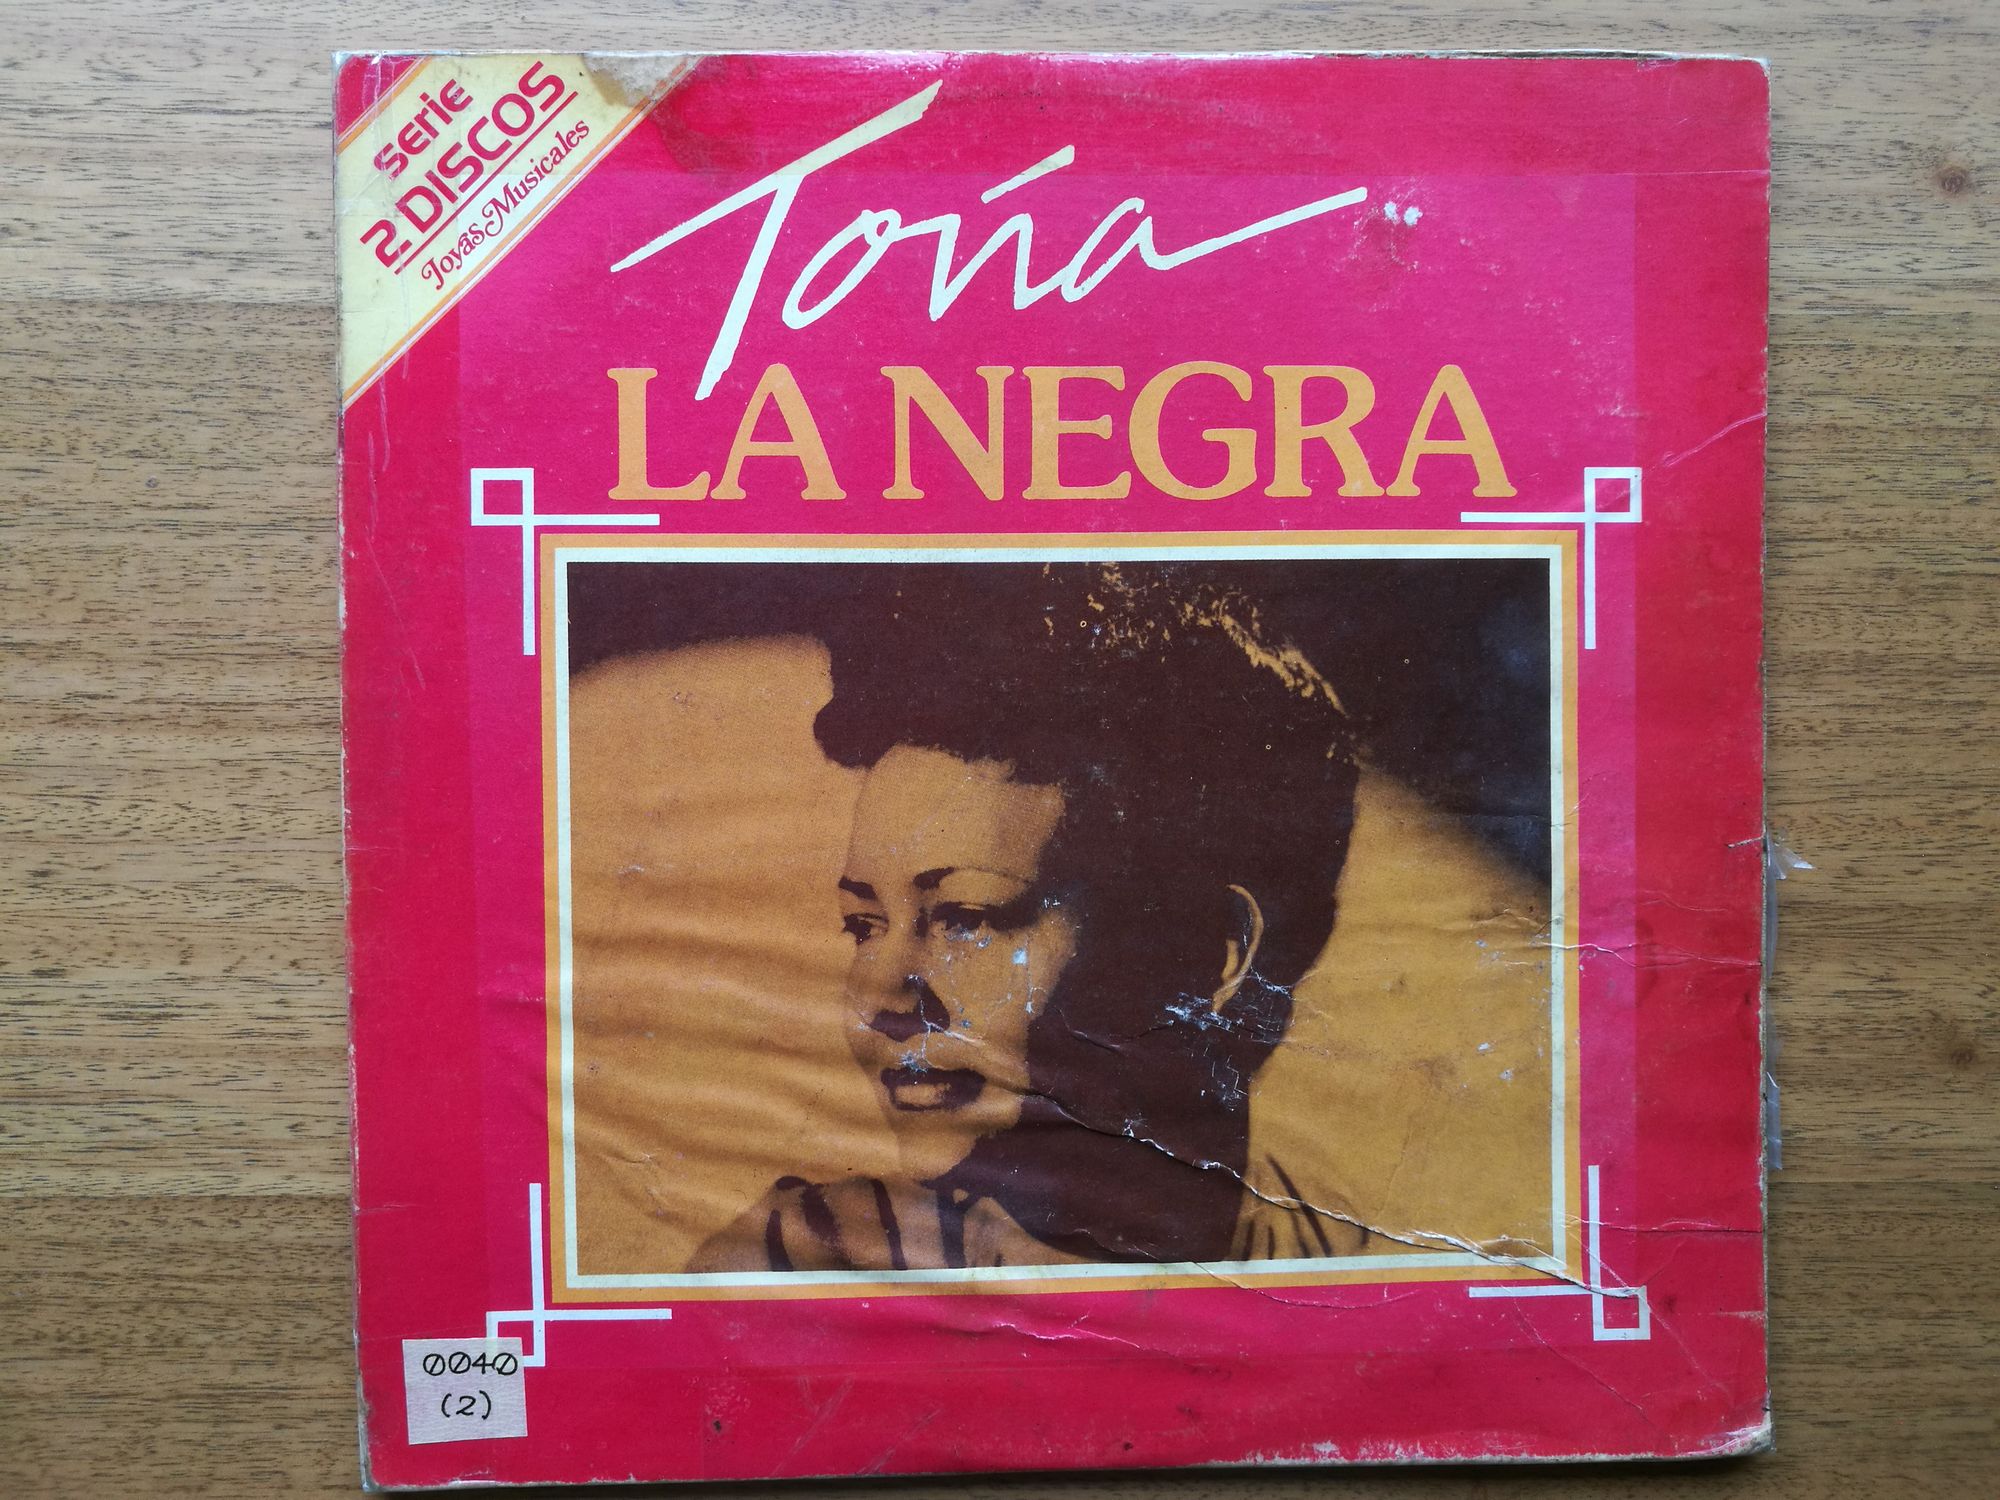 serie
2 DISCOS
Joyas Musicales
Toña
LA NEGRA
0040
(2)